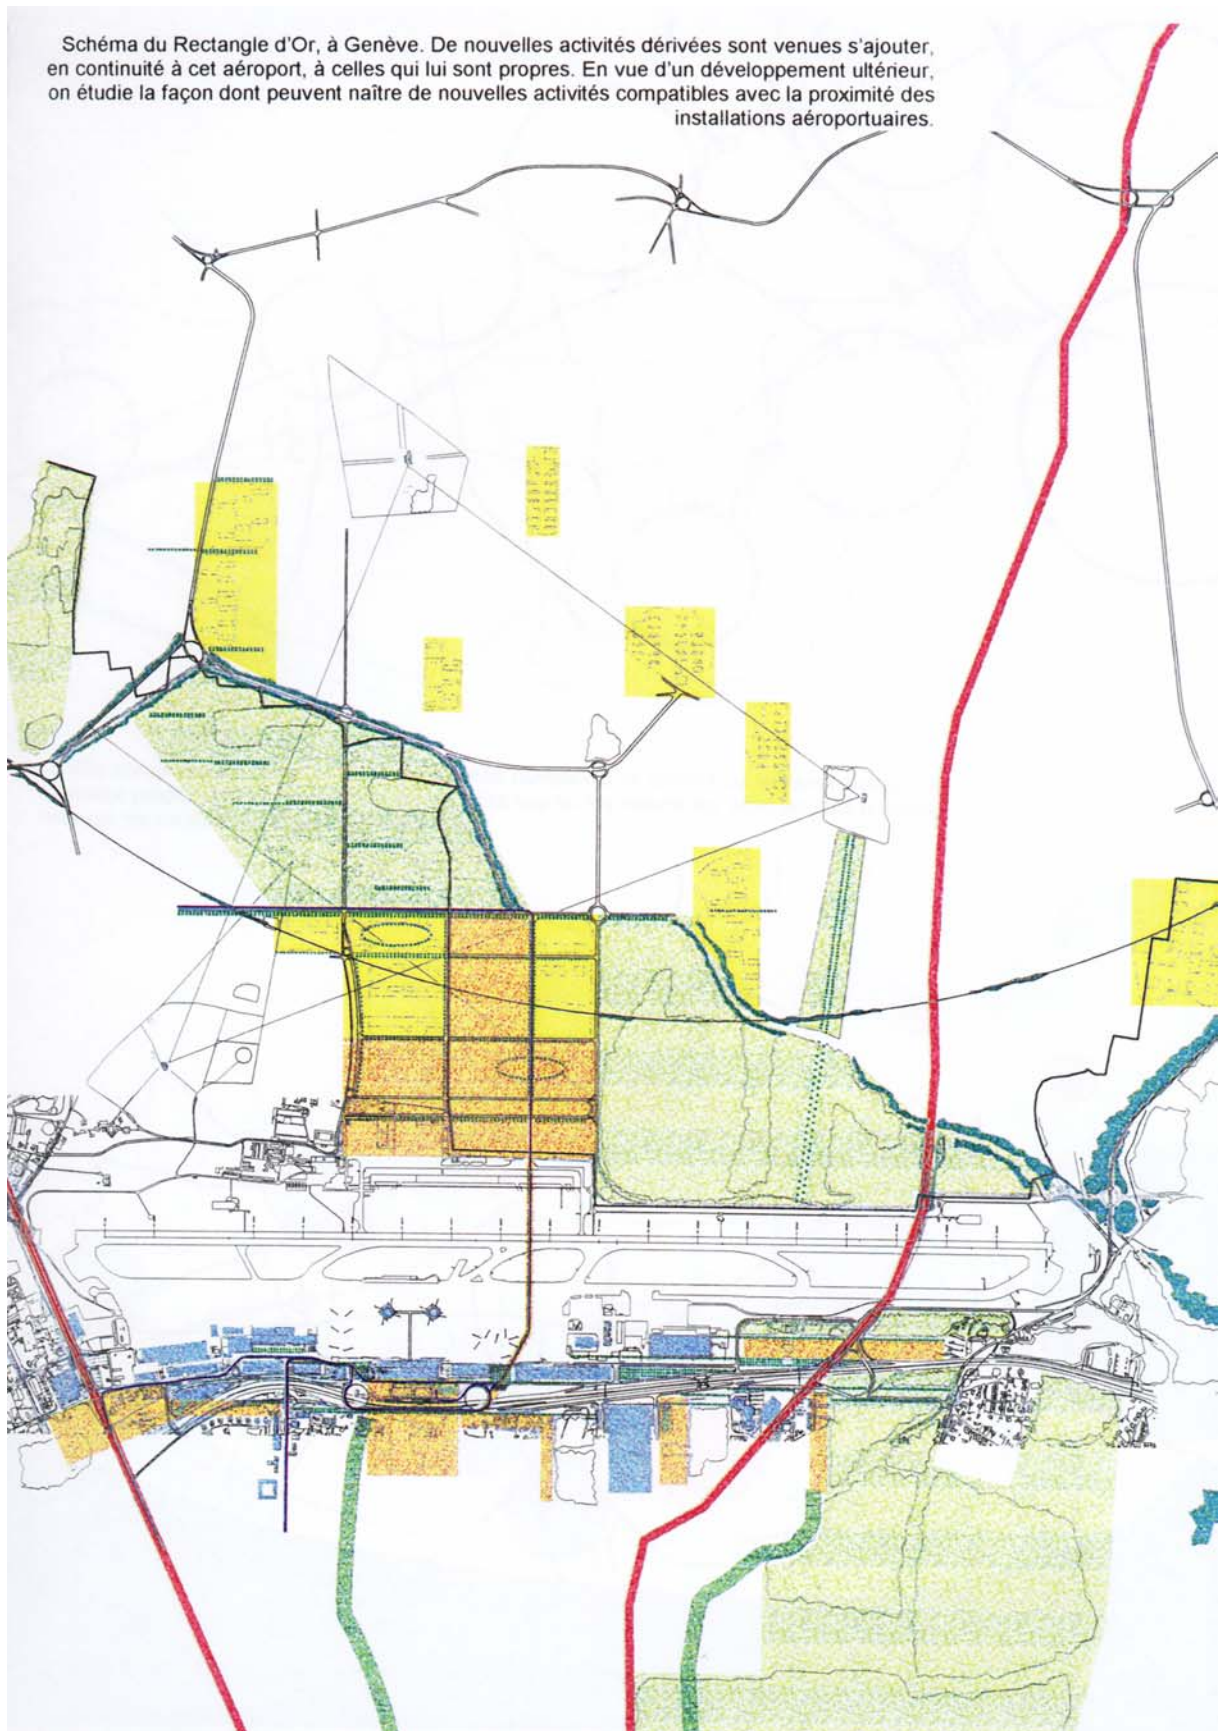 Schéma du Rectangle d'Or, à Genève. De nouvelles activités dérivées sont venues s'ajouter,
en continuité à cet aéroport, à celles qui lui sont propres. En vue d'un développement ultérieur,
on étudie la façon dont peuvent naître de nouvelles activités compatibles avec la proximité des
installations aéroportuaires.